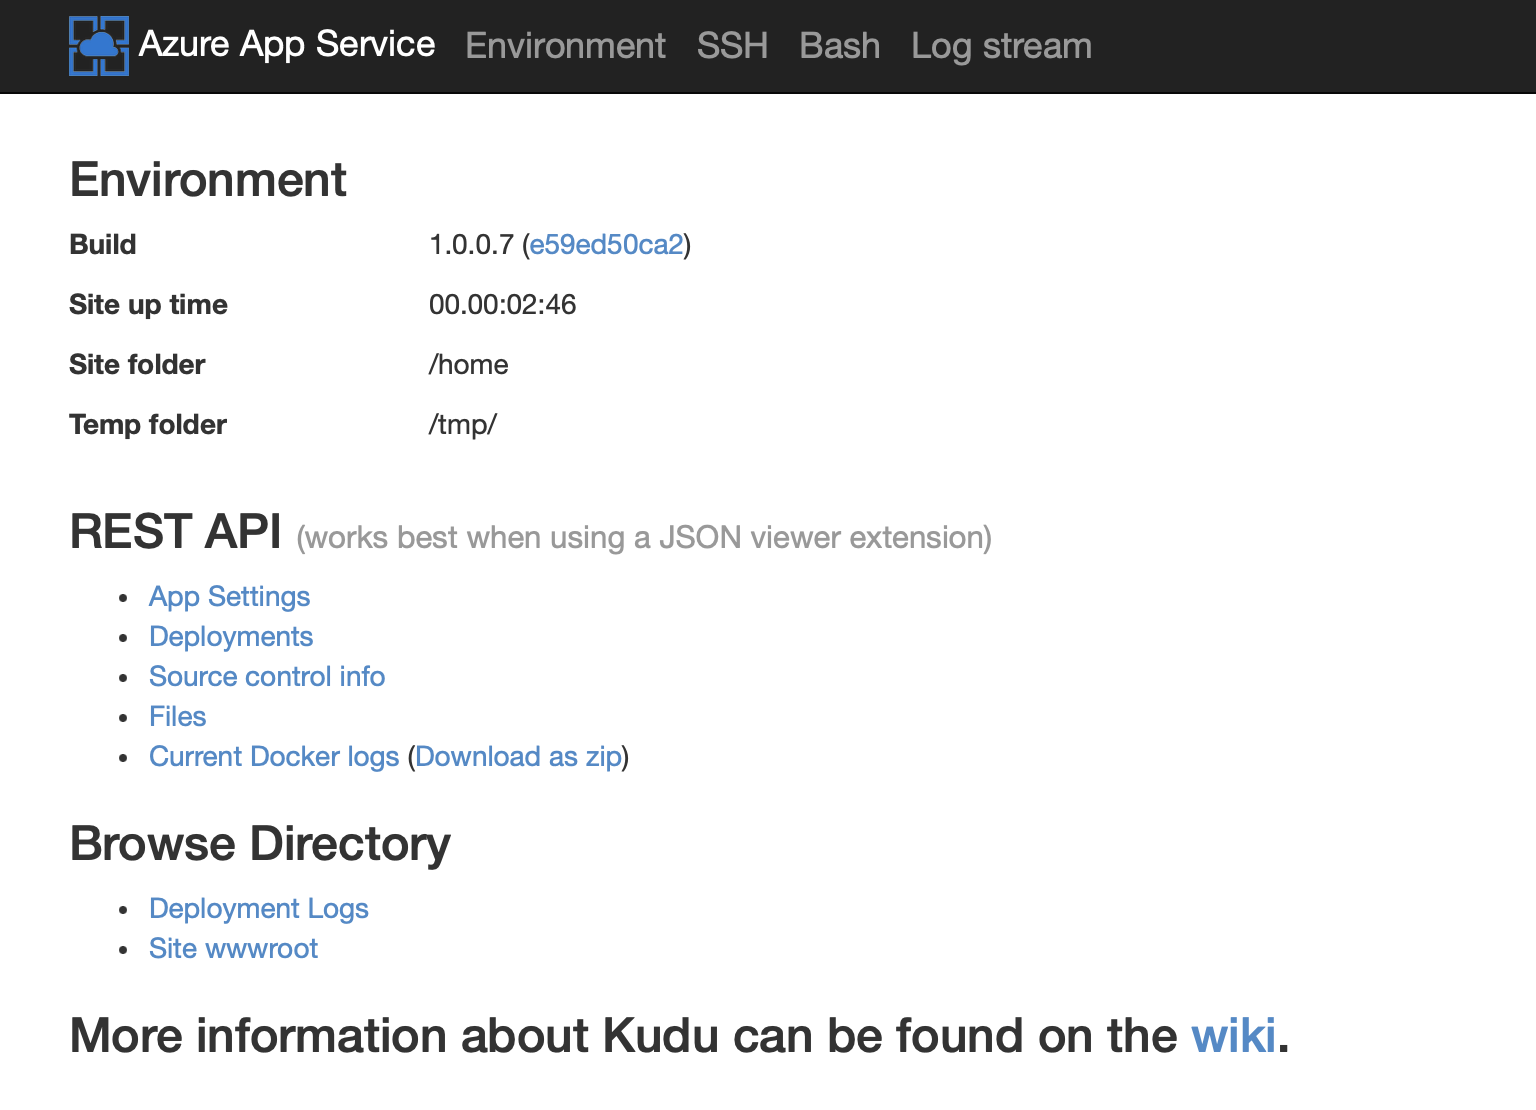 Azure App Service Environment SSH Bash Log stream
Environment
Build 1.0.0.7 (e59ed50ca2)
Site up time 00.00:02:46
Site folder /home
Temp folder /tmp/
REST API (works best when using a JSON viewer extension)
• App Settings
• Deployments
• Source control info
• Files
• Current Docker logs (Download as zip)
Browse Directory
• Deployment Logs
• Site wwwroot
More information about Kudu can be found on the wiki.